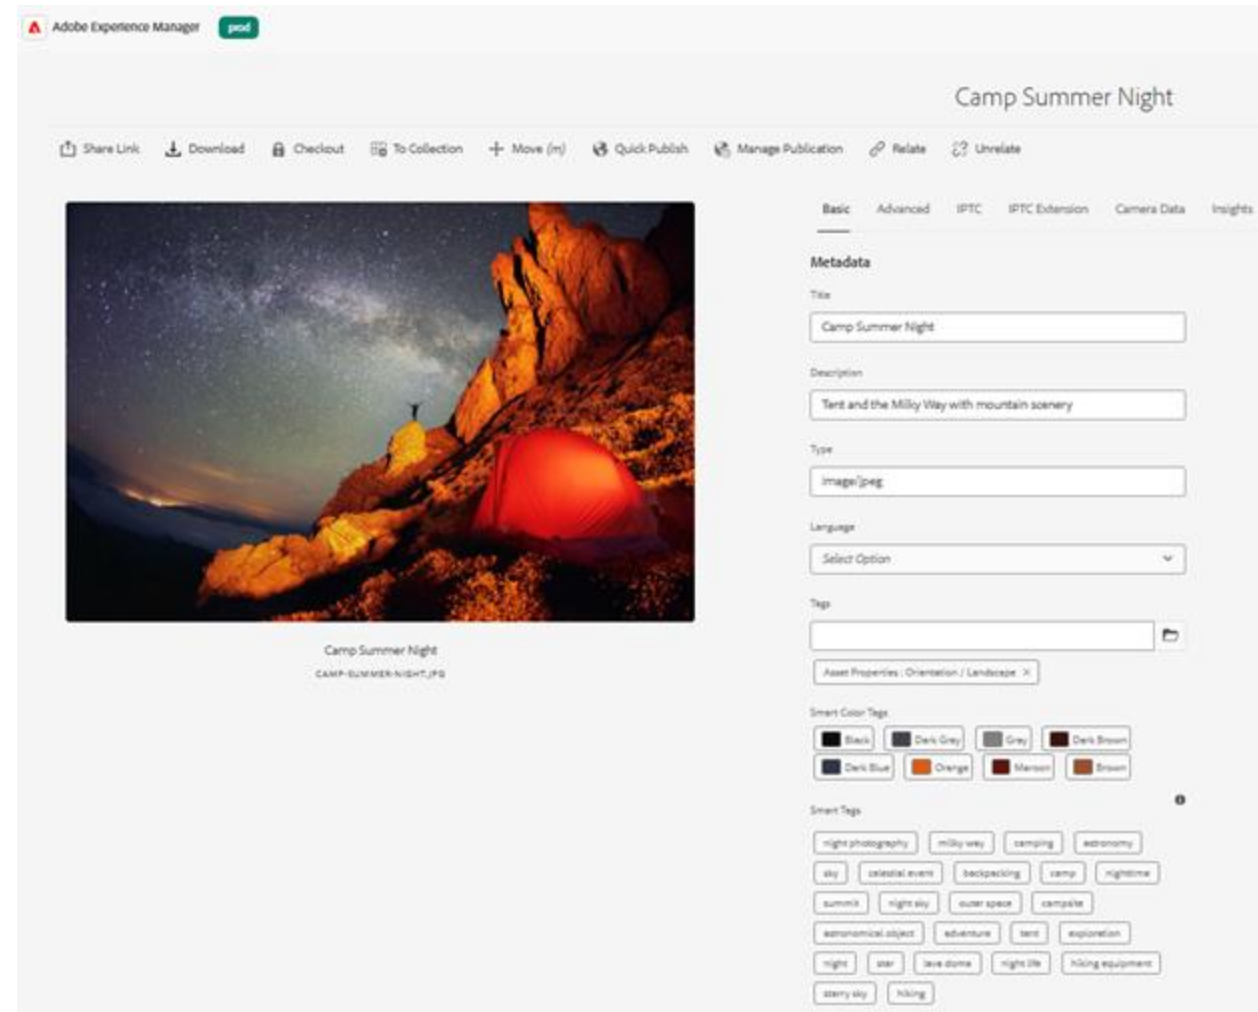 Adobe Experience Manager prod
Camp Summer Night
Share Link Download Checkout To Collection Move (m) Quick Publish Manage Publication Relate Unrelate
Basic Advanced IPTC IPTC Extension Camera Data Insights
Metadata
Title
Camp Summer Night
Description
Tent and the Milky Way with mountain scenery
Type
image/jpeg
Language
Select Option
Tags
Asset Properties : Orientation / Landscape ×
Camp Summer Night
CAMP-SUMMER-NIGHT.JPG
Smart Color Tags
Black Dark Grey Grey Dark Brown
Dark Blue Orange Maroon Brown
Smart Tags
night photography milky way camping astronomy
sky celestial event backpacking camp nighttime
summit night sky outer space campsite
astronomical object adventure tent exploration
night star lava dome night life hiking equipment
starry sky hiking